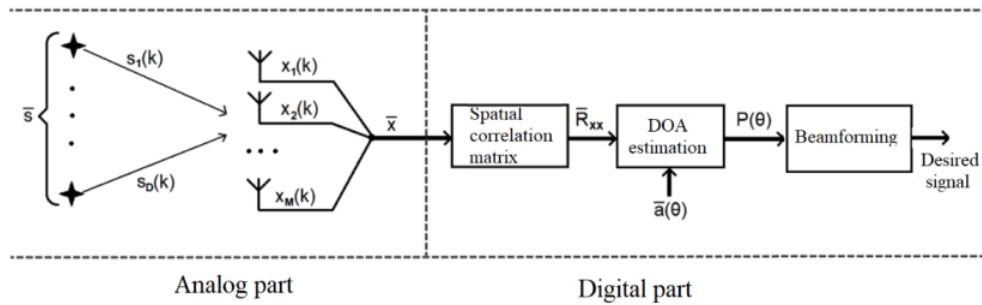 s̄
s₁(k)
s_D(k)
x₁(k)
x₂(k)
x_M(k)
x̄
Spatial
correlation
matrix
R̄ₓₓ
DOA
estimation
ā(θ)
P(θ)
Beamforming
Desired
signal
Analog part
Digital part